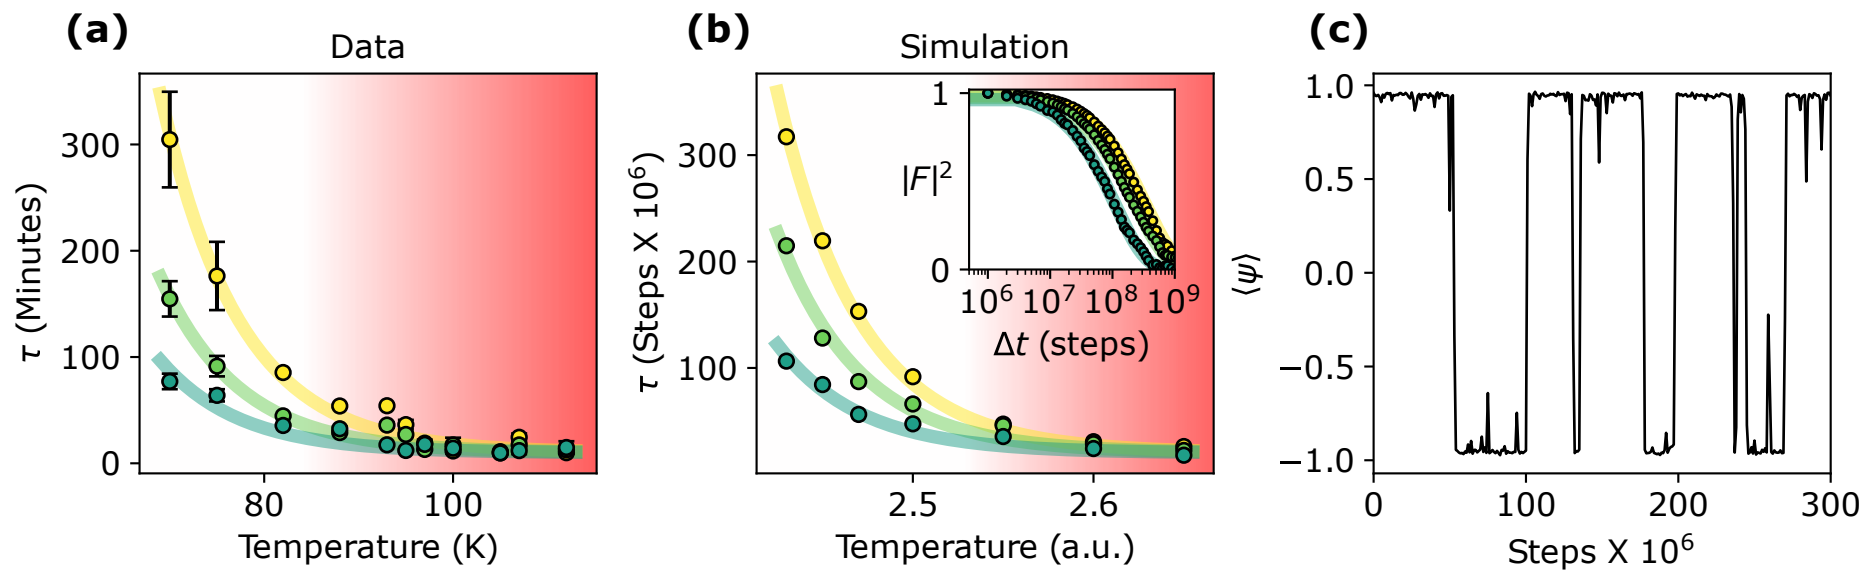 (a)
Data
τ (Minutes)
300
200
100
0
80 100
Temperature (K)
(b)
Simulation
τ (Steps X 10⁶)
300
200
100
2.5 2.6
Temperature (a.u.)
|F|²
1
0
10⁶ 10⁷ 10⁸ 10⁹
Δt (steps)
(c)
⟨ψ⟩
1.0
0.5
0.0
−0.5
−1.0
0 100 200 300
Steps X 10⁶